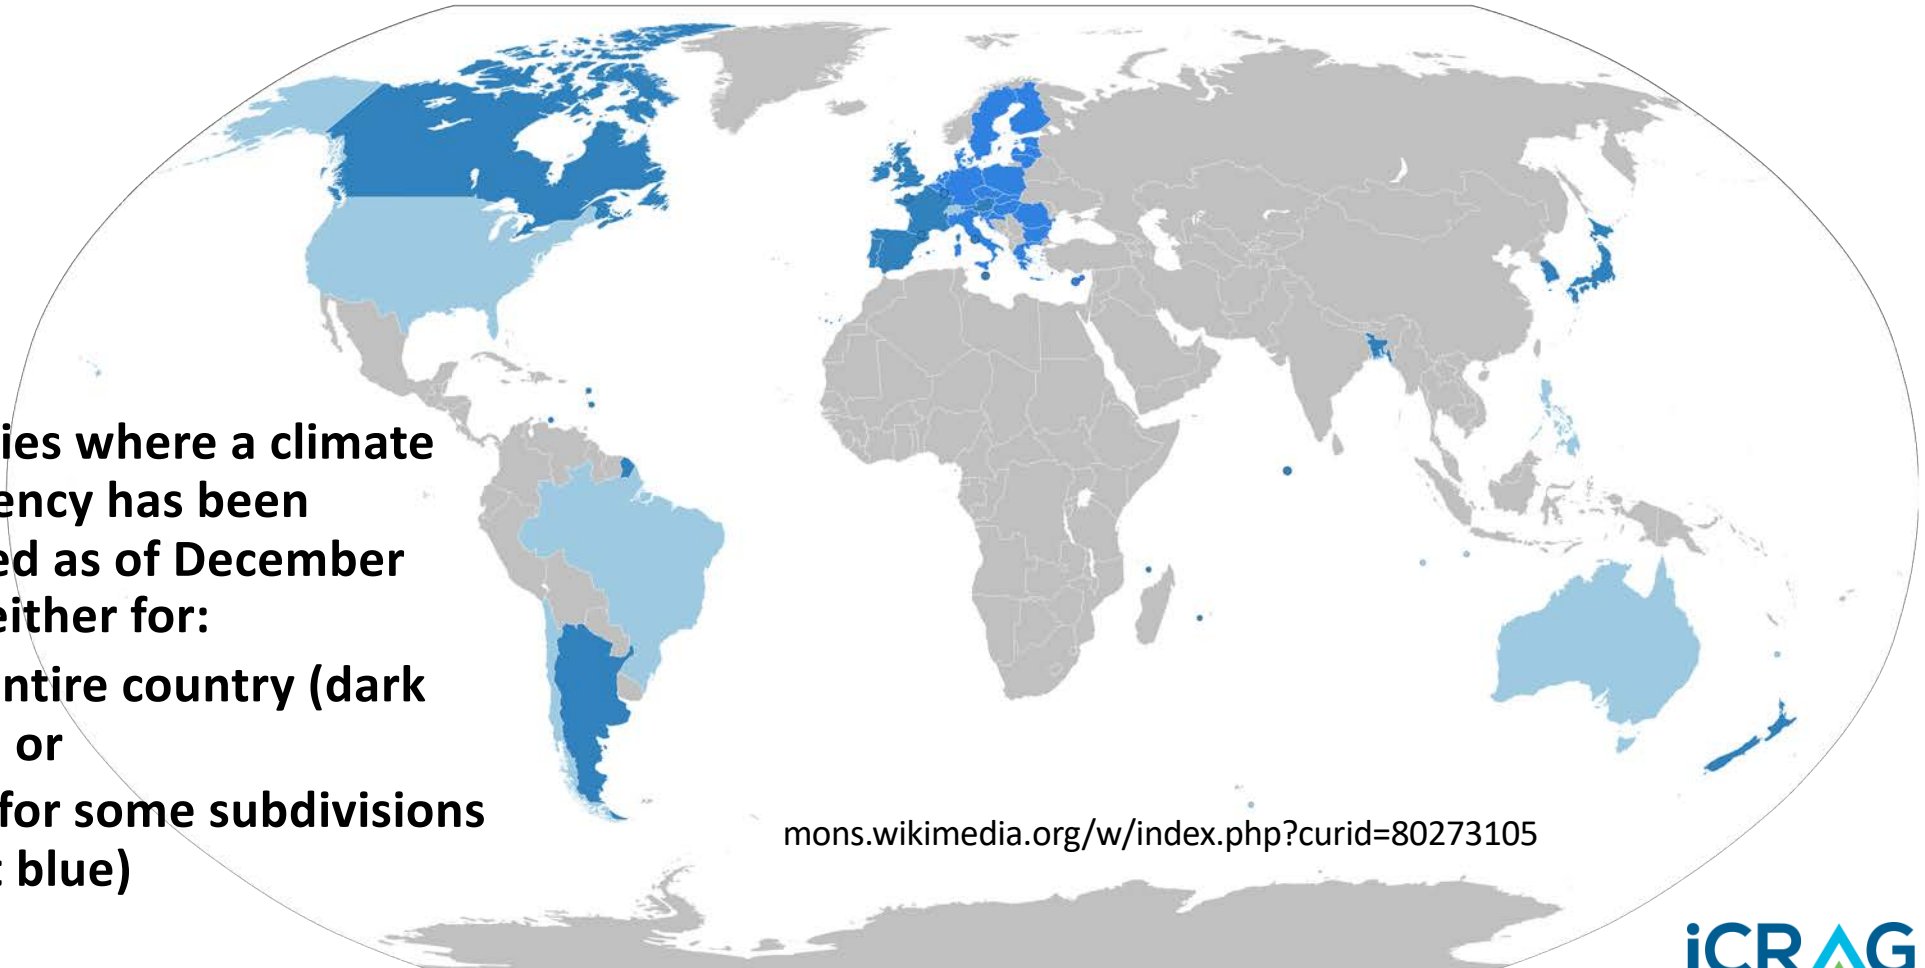 ies where a climate
ency has been
ed as of December
either for:
ntire country (dark
or
for some subdivisions
t blue)
mons.wikimedia.org/w/index.php?curid=80273105
iCRAG